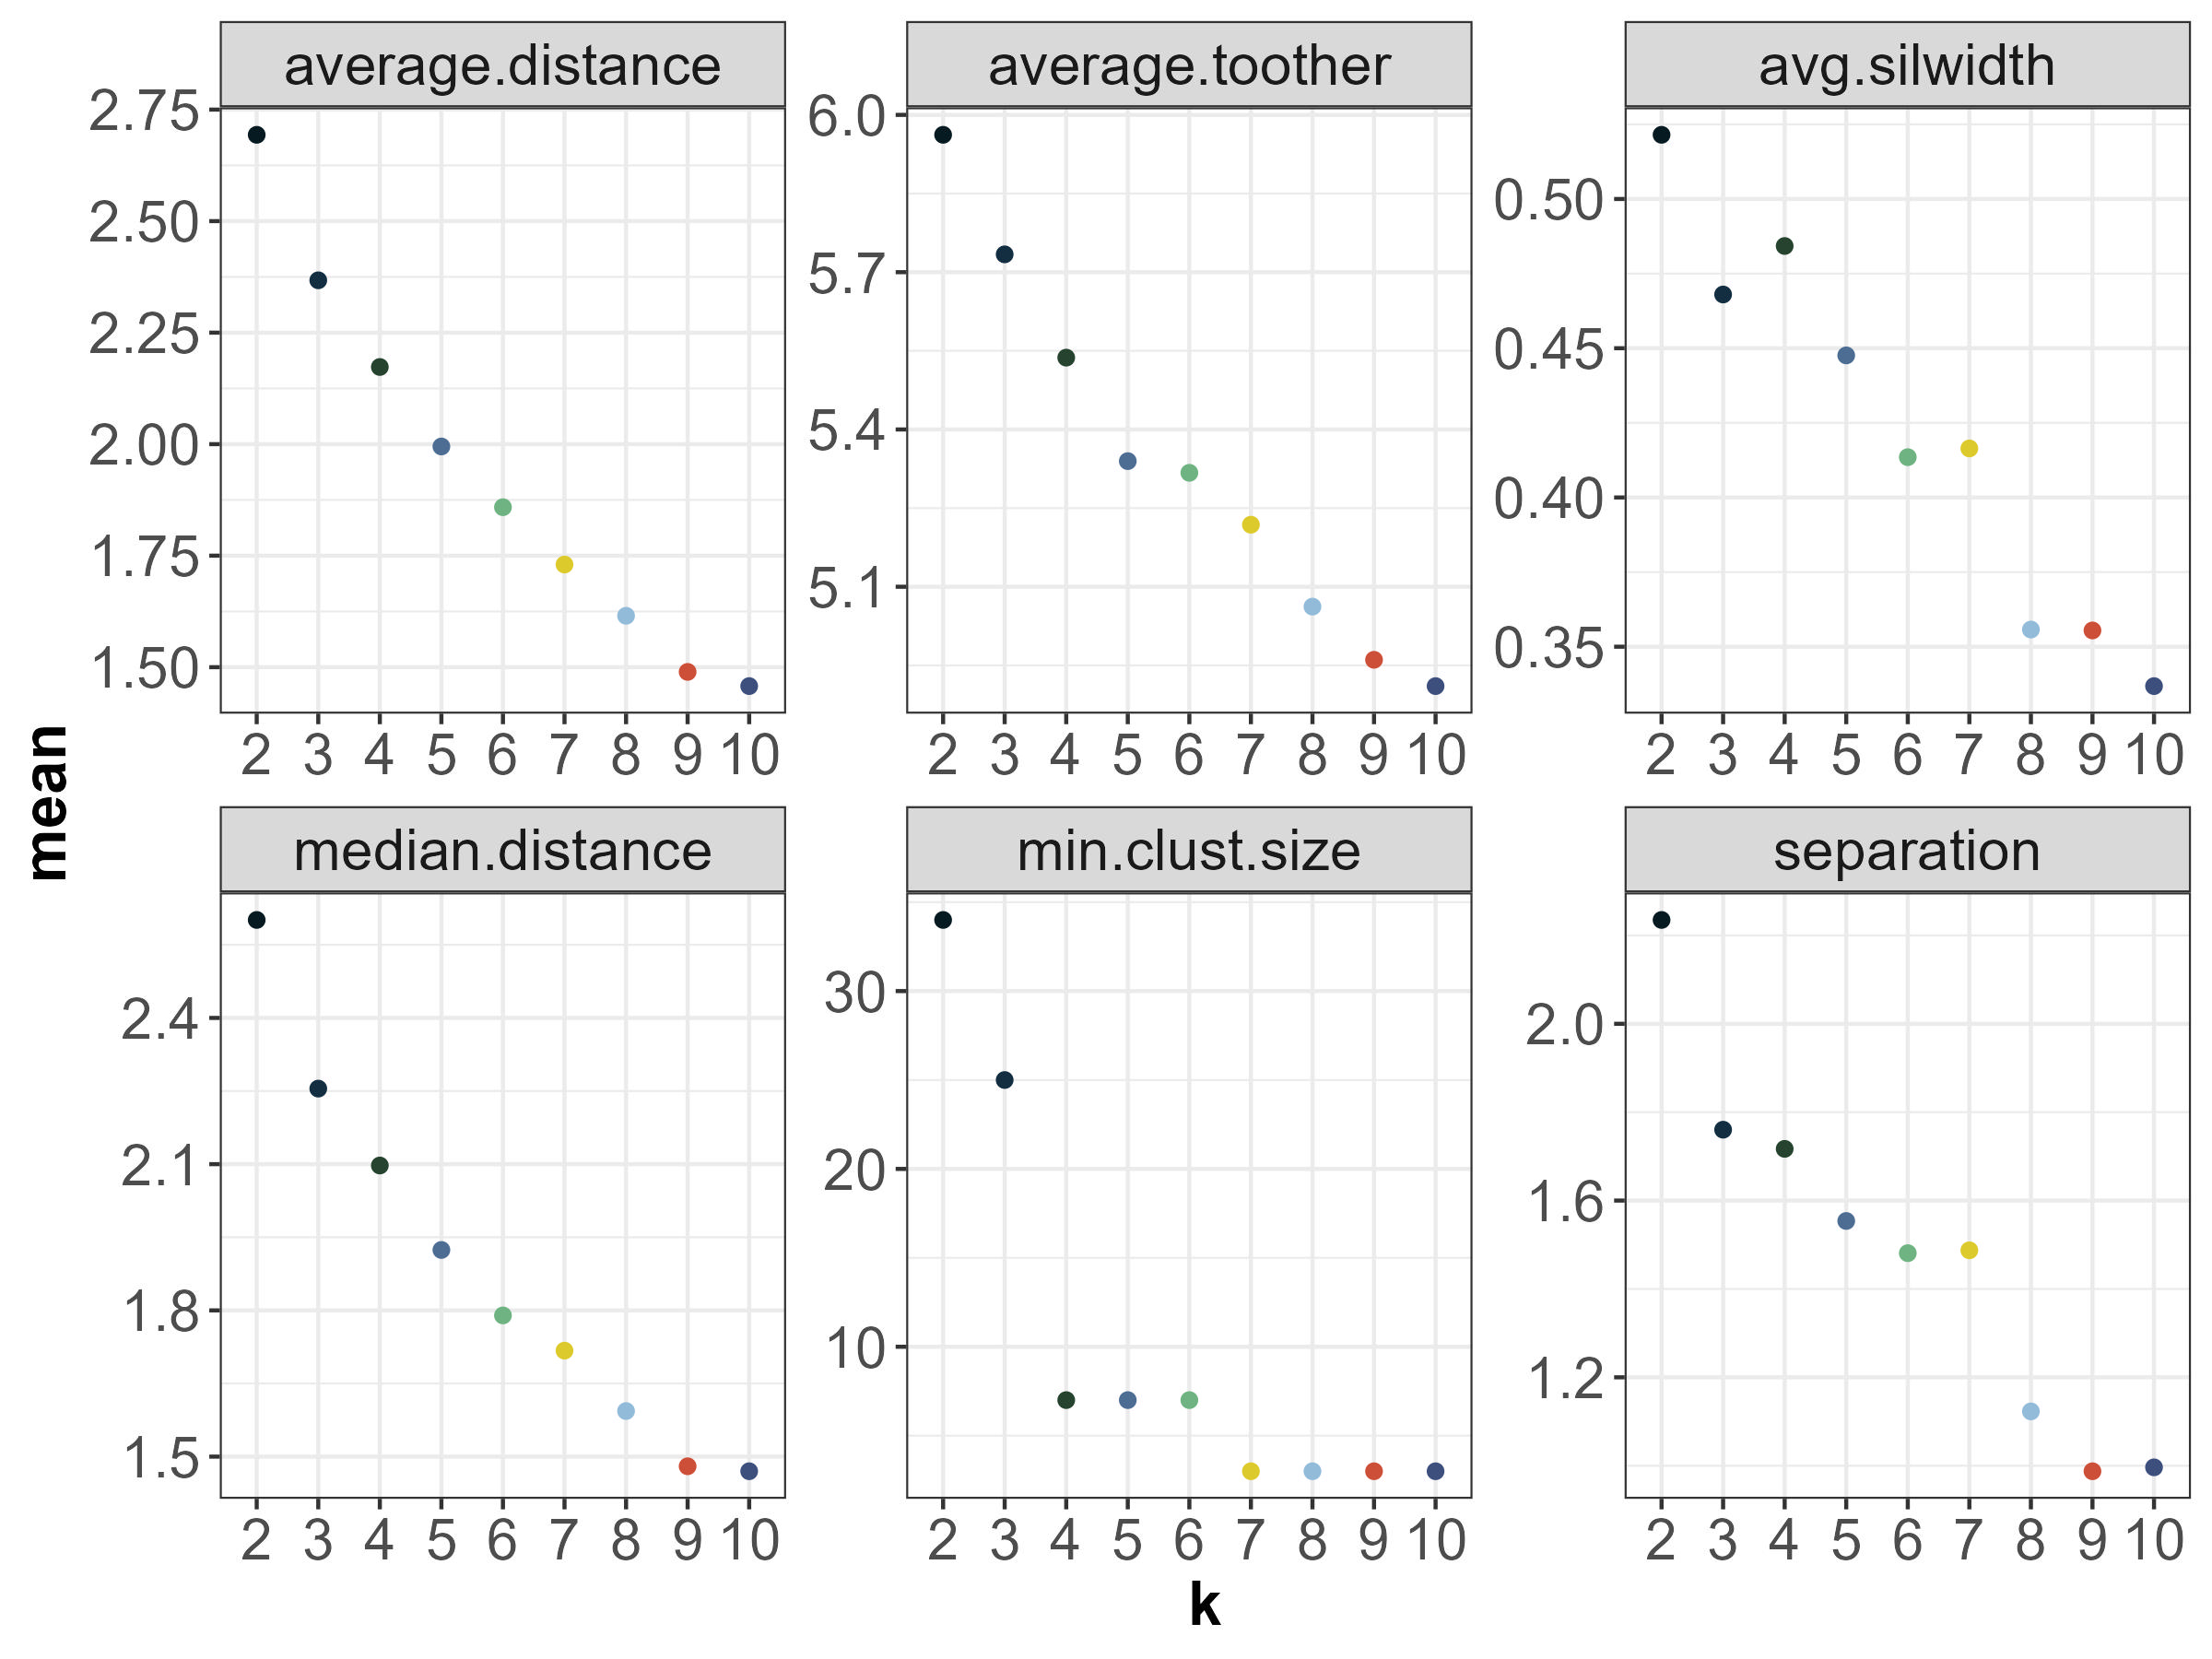 average.distance
average.toother
avg.silwidth
2.75
2.50
2.25
2.00
1.75
1.50
6.0
5.7
5.4
5.1
0.50
0.45
0.40
0.35
2 3 4 5 6 7 8 9 10
2 3 4 5 6 7 8 9 10
2 3 4 5 6 7 8 9 10
mean
median.distance
min.clust.size
separation
2.4
2.1
1.8
1.5
30
20
10
2.0
1.6
1.2
2 3 4 5 6 7 8 9 10
2 3 4 5 6 7 8 9 10
2 3 4 5 6 7 8 9 10
k